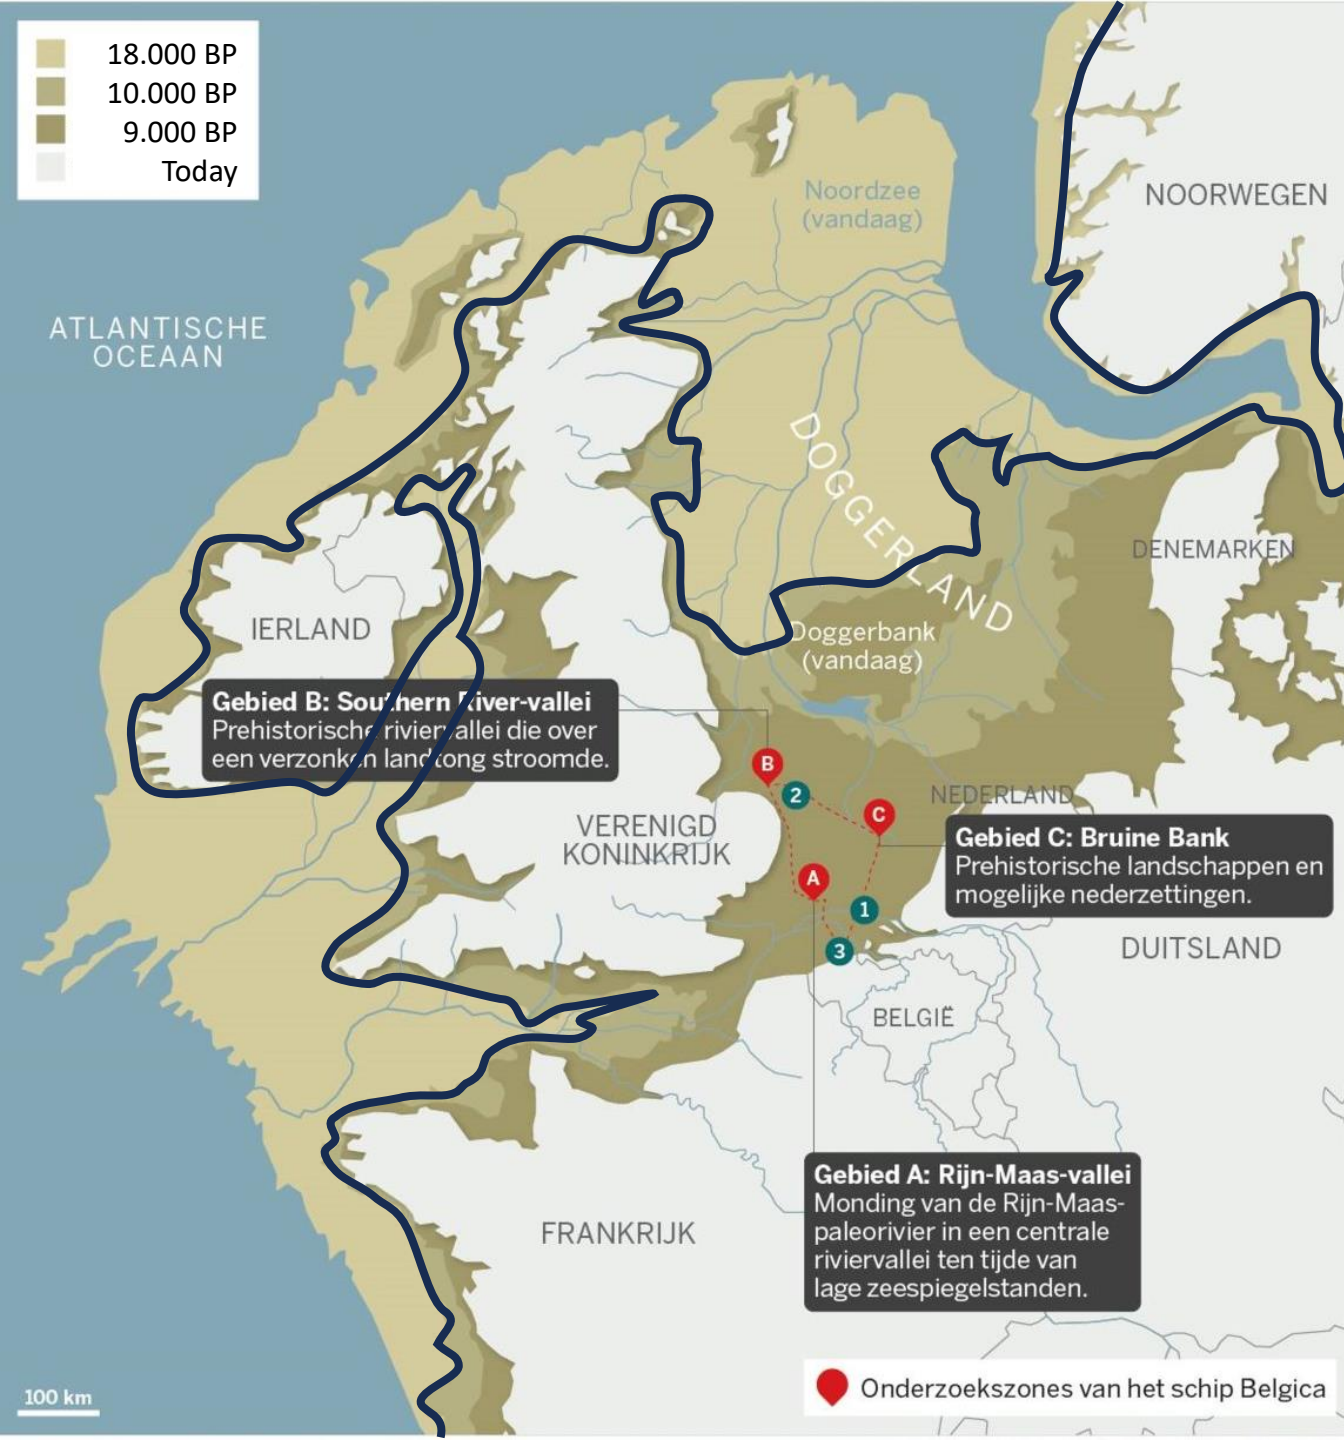 18.000 BP
10.000 BP
9.000 BP
Today
Noordzee
(vandaag)
NOORWEGEN
ATLANTISCHE
OCEAAN
DOGGERLAND
DENEMARKEN
IERLAND
Doggerbank
(vandaag)
Gebied B: Southern River-vallei
Prehistorische riviervallei die over
een verzonken landtong stroomde.
B
2
C
NEDERLAND
VERENIGD
KONINKRIJK
Gebied C: Bruine Bank
Prehistorische landschappen en
mogelijke nederzettingen.
A
1
3
DUITSLAND
BELGIË
Gebied A: Rijn-Maas-vallei
Monding van de Rijn-Maas-
paleorivier in een centrale
riviervallei ten tijde van
lage zeespiegelstanden.
FRANKRIJK
100 km
Onderzoekszones van het schip Belgica